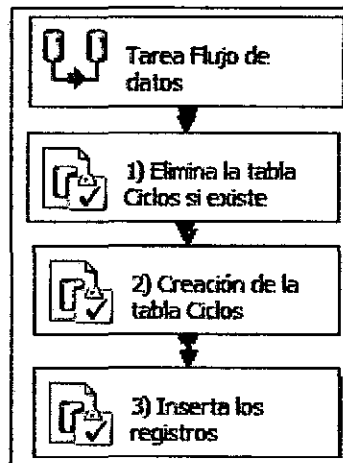 Tarea Flujo de
datos
1) Elimina la tabla
Ciclos si existe
2) Creación de la
tabla Ciclos
3) Inserta los
registros